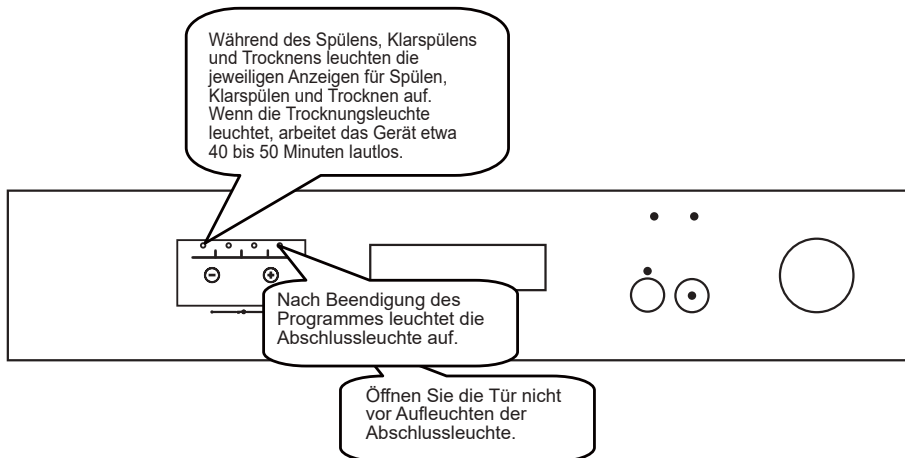 Während des Spülens, Klarspülens
und Trocknens leuchten die
jeweiligen Anzeigen für Spülen,
Klarspülen und Trocknen auf.
Wenn die Trocknungsleuchte
leuchtet, arbeitet das Gerät etwa
40 bis 50 Minuten lautlos.
Nach Beendigung des
Programmes leuchtet die
Abschlussleuchte auf.
Öffnen Sie die Tür nicht
vor Aufleuchten der
Abschlussleuchte.